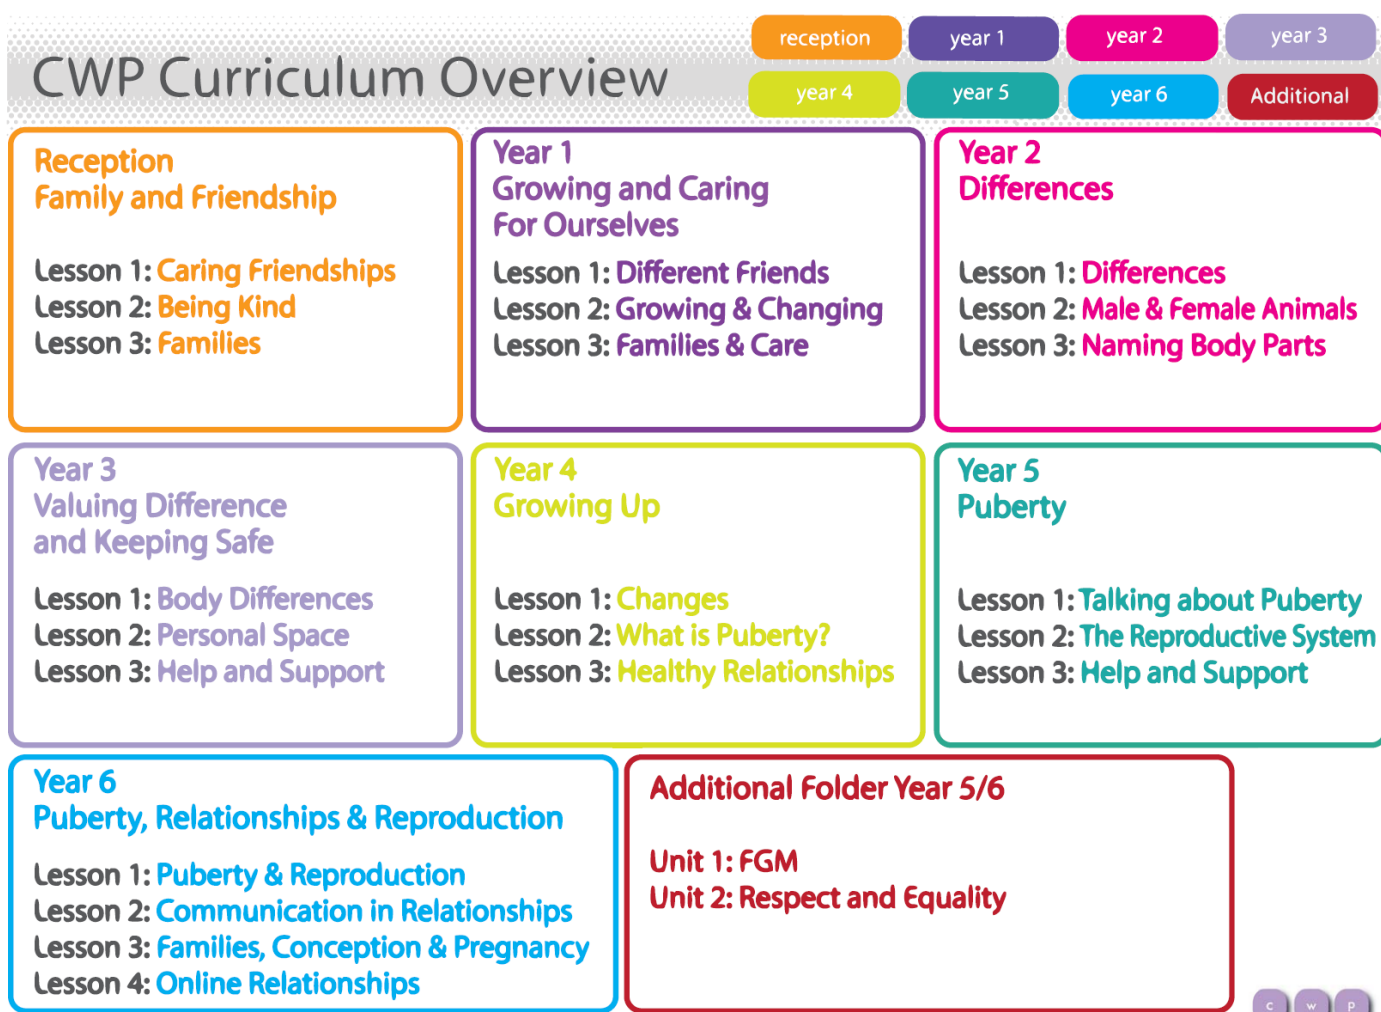 CWP Curriculum Overview
reception
year 1
year 2
year 3
year 4
year 5
year 6
Additional
Reception
Family and Friendship
Lesson 1: Caring Friendships
Lesson 2: Being Kind
Lesson 3: Families
Year 1
Growing and Caring
For Ourselves
Lesson 1: Different Friends
Lesson 2: Growing & Changing
Lesson 3: Families & Care
Year 2
Differences
Lesson 1: Differences
Lesson 2: Male & Female Animals
Lesson 3: Naming Body Parts
Year 3
Valuing Difference
and Keeping Safe
Lesson 1: Body Differences
Lesson 2: Personal Space
Lesson 3: Help and Support
Year 4
Growing Up
Lesson 1: Changes
Lesson 2: What is Puberty?
Lesson 3: Healthy Relationships
Year 5
Puberty
Lesson 1: Talking about Puberty
Lesson 2: The Reproductive System
Lesson 3: Help and Support
Year 6
Puberty, Relationships & Reproduction
Lesson 1: Puberty & Reproduction
Lesson 2: Communication in Relationships
Lesson 3: Families, Conception & Pregnancy
Lesson 4: Online Relationships
Additional Folder Year 5/6
Unit 1: FGM
Unit 2: Respect and Equality
c w p